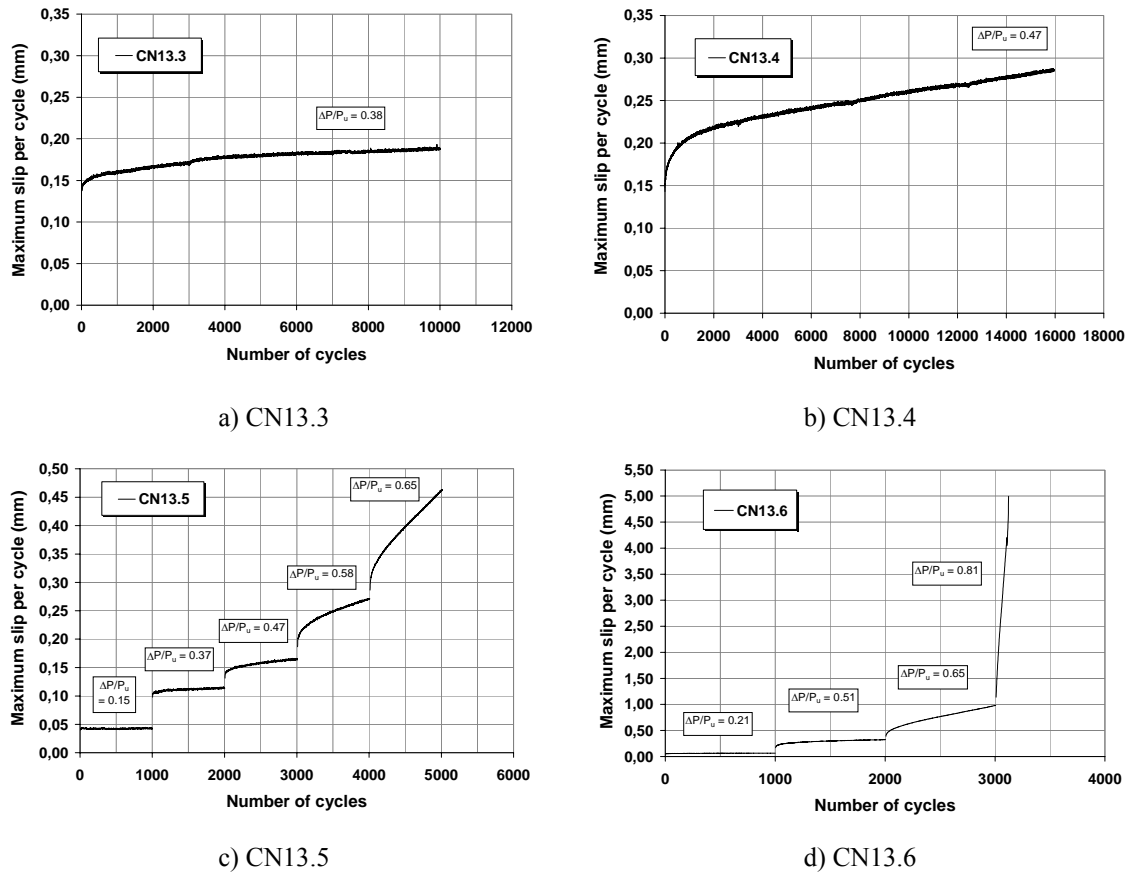 0,35
0,30
0,25
0,20
0,15
0,10
0,05
0,00
Maximum slip per cycle (mm)
CN13.3
ΔP/Pu = 0.38
0 2000 4000 6000 8000 10000 12000
Number of cycles
a) CN13.3
0,35
0,30
0,25
0,20
0,15
0,10
0,05
0,00
Maximum slip per cycle (mm)
CN13.4
ΔP/Pu = 0.47
0 2000 4000 6000 8000 10000 12000 14000 16000 18000
Number of cycles
b) CN13.4
0,50
0,45
0,40
0,35
0,30
0,25
0,20
0,15
0,10
0,05
0,00
Maximum slip per cycle (mm)
CN13.5
ΔP/Pu = 0.65
ΔP/Pu = 0.58
ΔP/Pu = 0.47
ΔP/Pu = 0.37
ΔP/Pu
= 0.15
0 1000 2000 3000 4000 5000 6000
Number of cycles
c) CN13.5
5,50
5,00
4,50
4,00
3,50
3,00
2,50
2,00
1,50
1,00
0,50
0,00
Maximum slip per cycle (mm)
CN13.6
ΔP/Pu = 0.81
ΔP/Pu = 0.65
ΔP/Pu = 0.51
ΔP/Pu = 0.21
0 1000 2000 3000 4000
Number of cycles
d) CN13.6